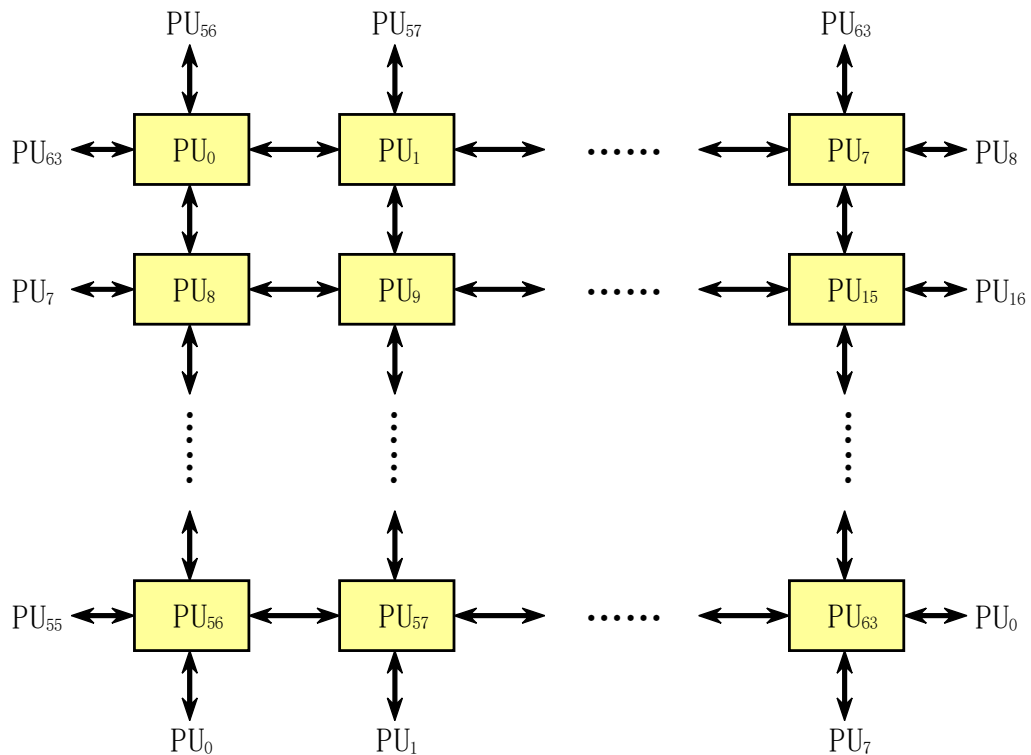 PU₅₆ PU₅₇ PU₆₃
PU₆₃ PU₀ PU₁ ...... PU₇ PU₈
PU₇ PU₈ PU₉ ...... PU₁₅ PU₁₆
PU₅₅ PU₅₆ PU₅₇ ...... PU₆₃ PU₀
PU₀ PU₁ PU₇